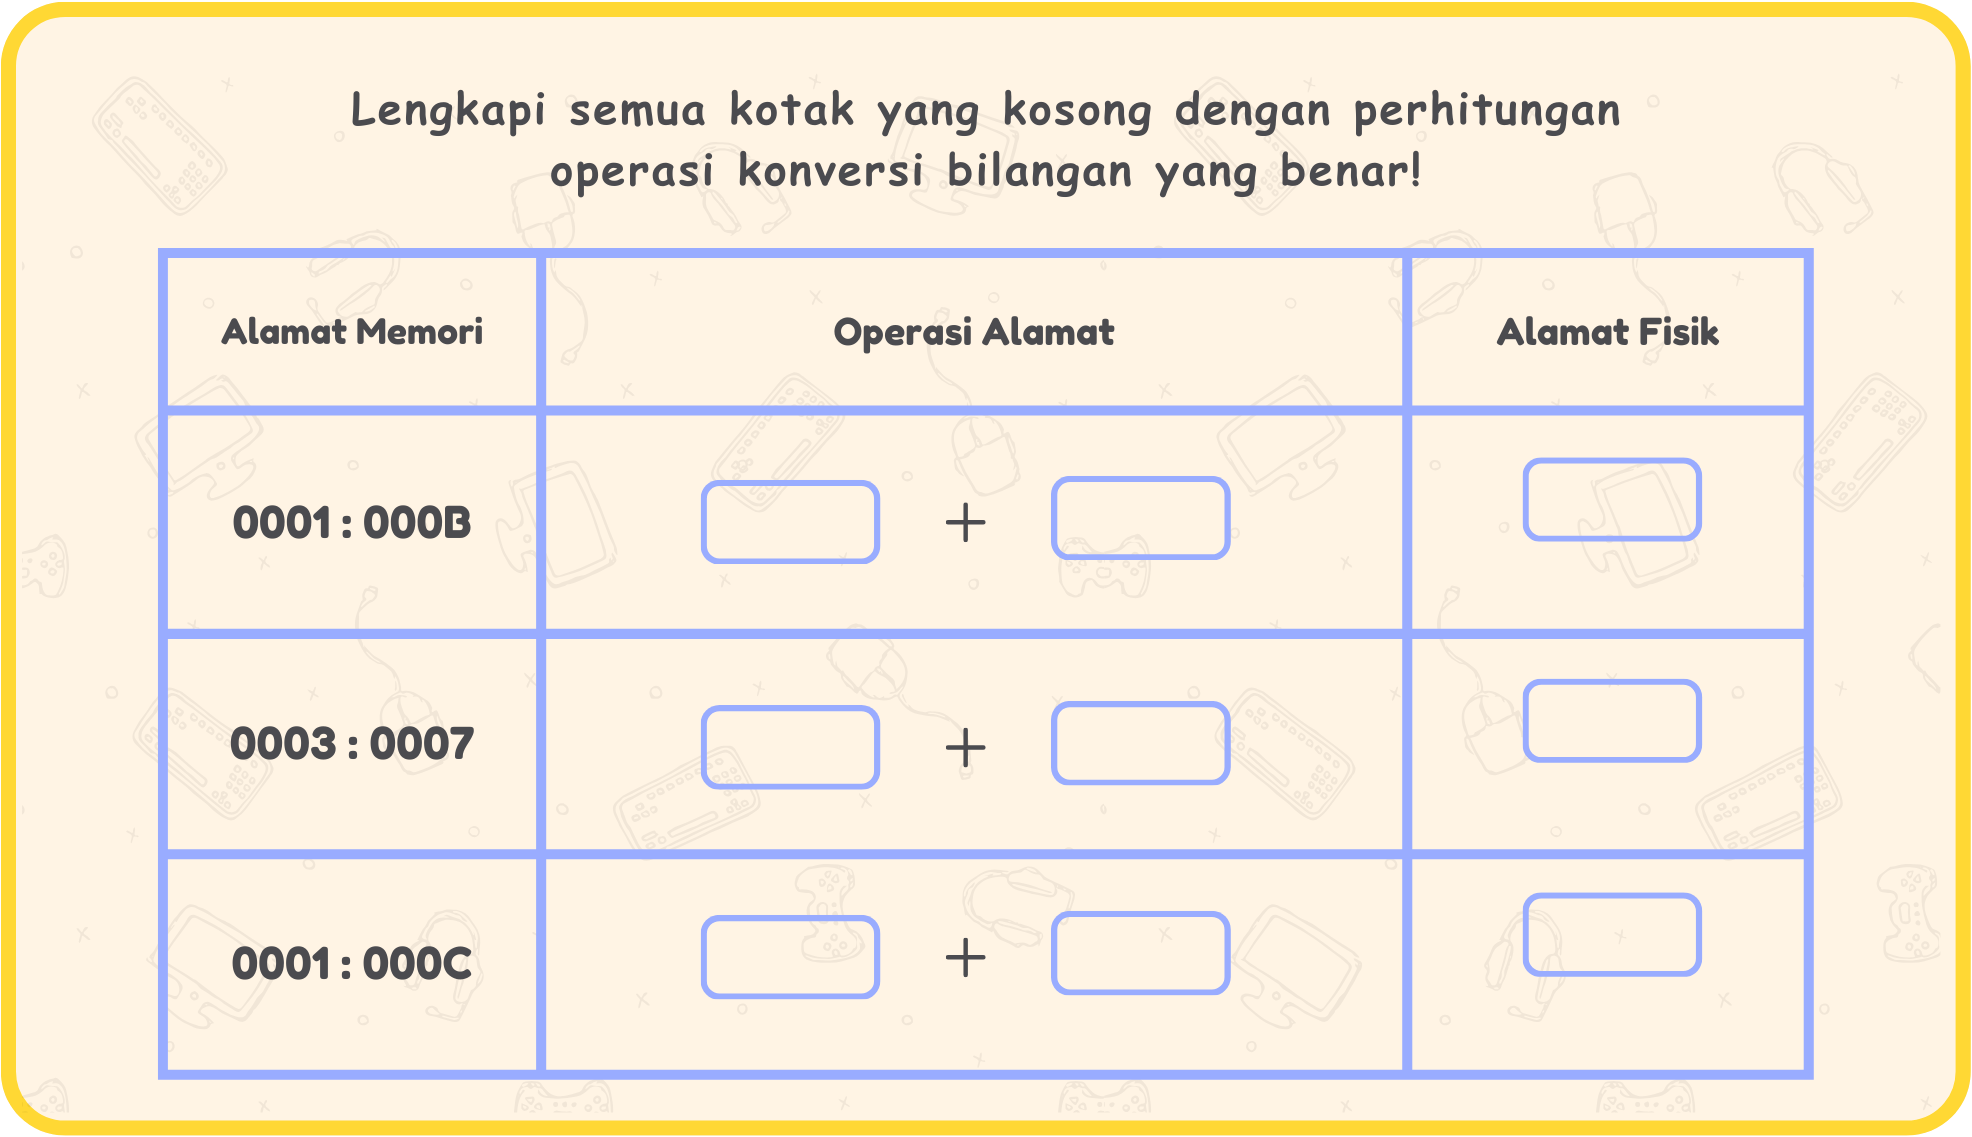 Lengkapi semua kotak yang kosong dengan perhitungan
operasi konversi bilangan yang benar!
Alamat Memori
Operasi Alamat
Alamat Fisik
0001 : 000B
+
0003 : 0007
+
0001 : 000C
+